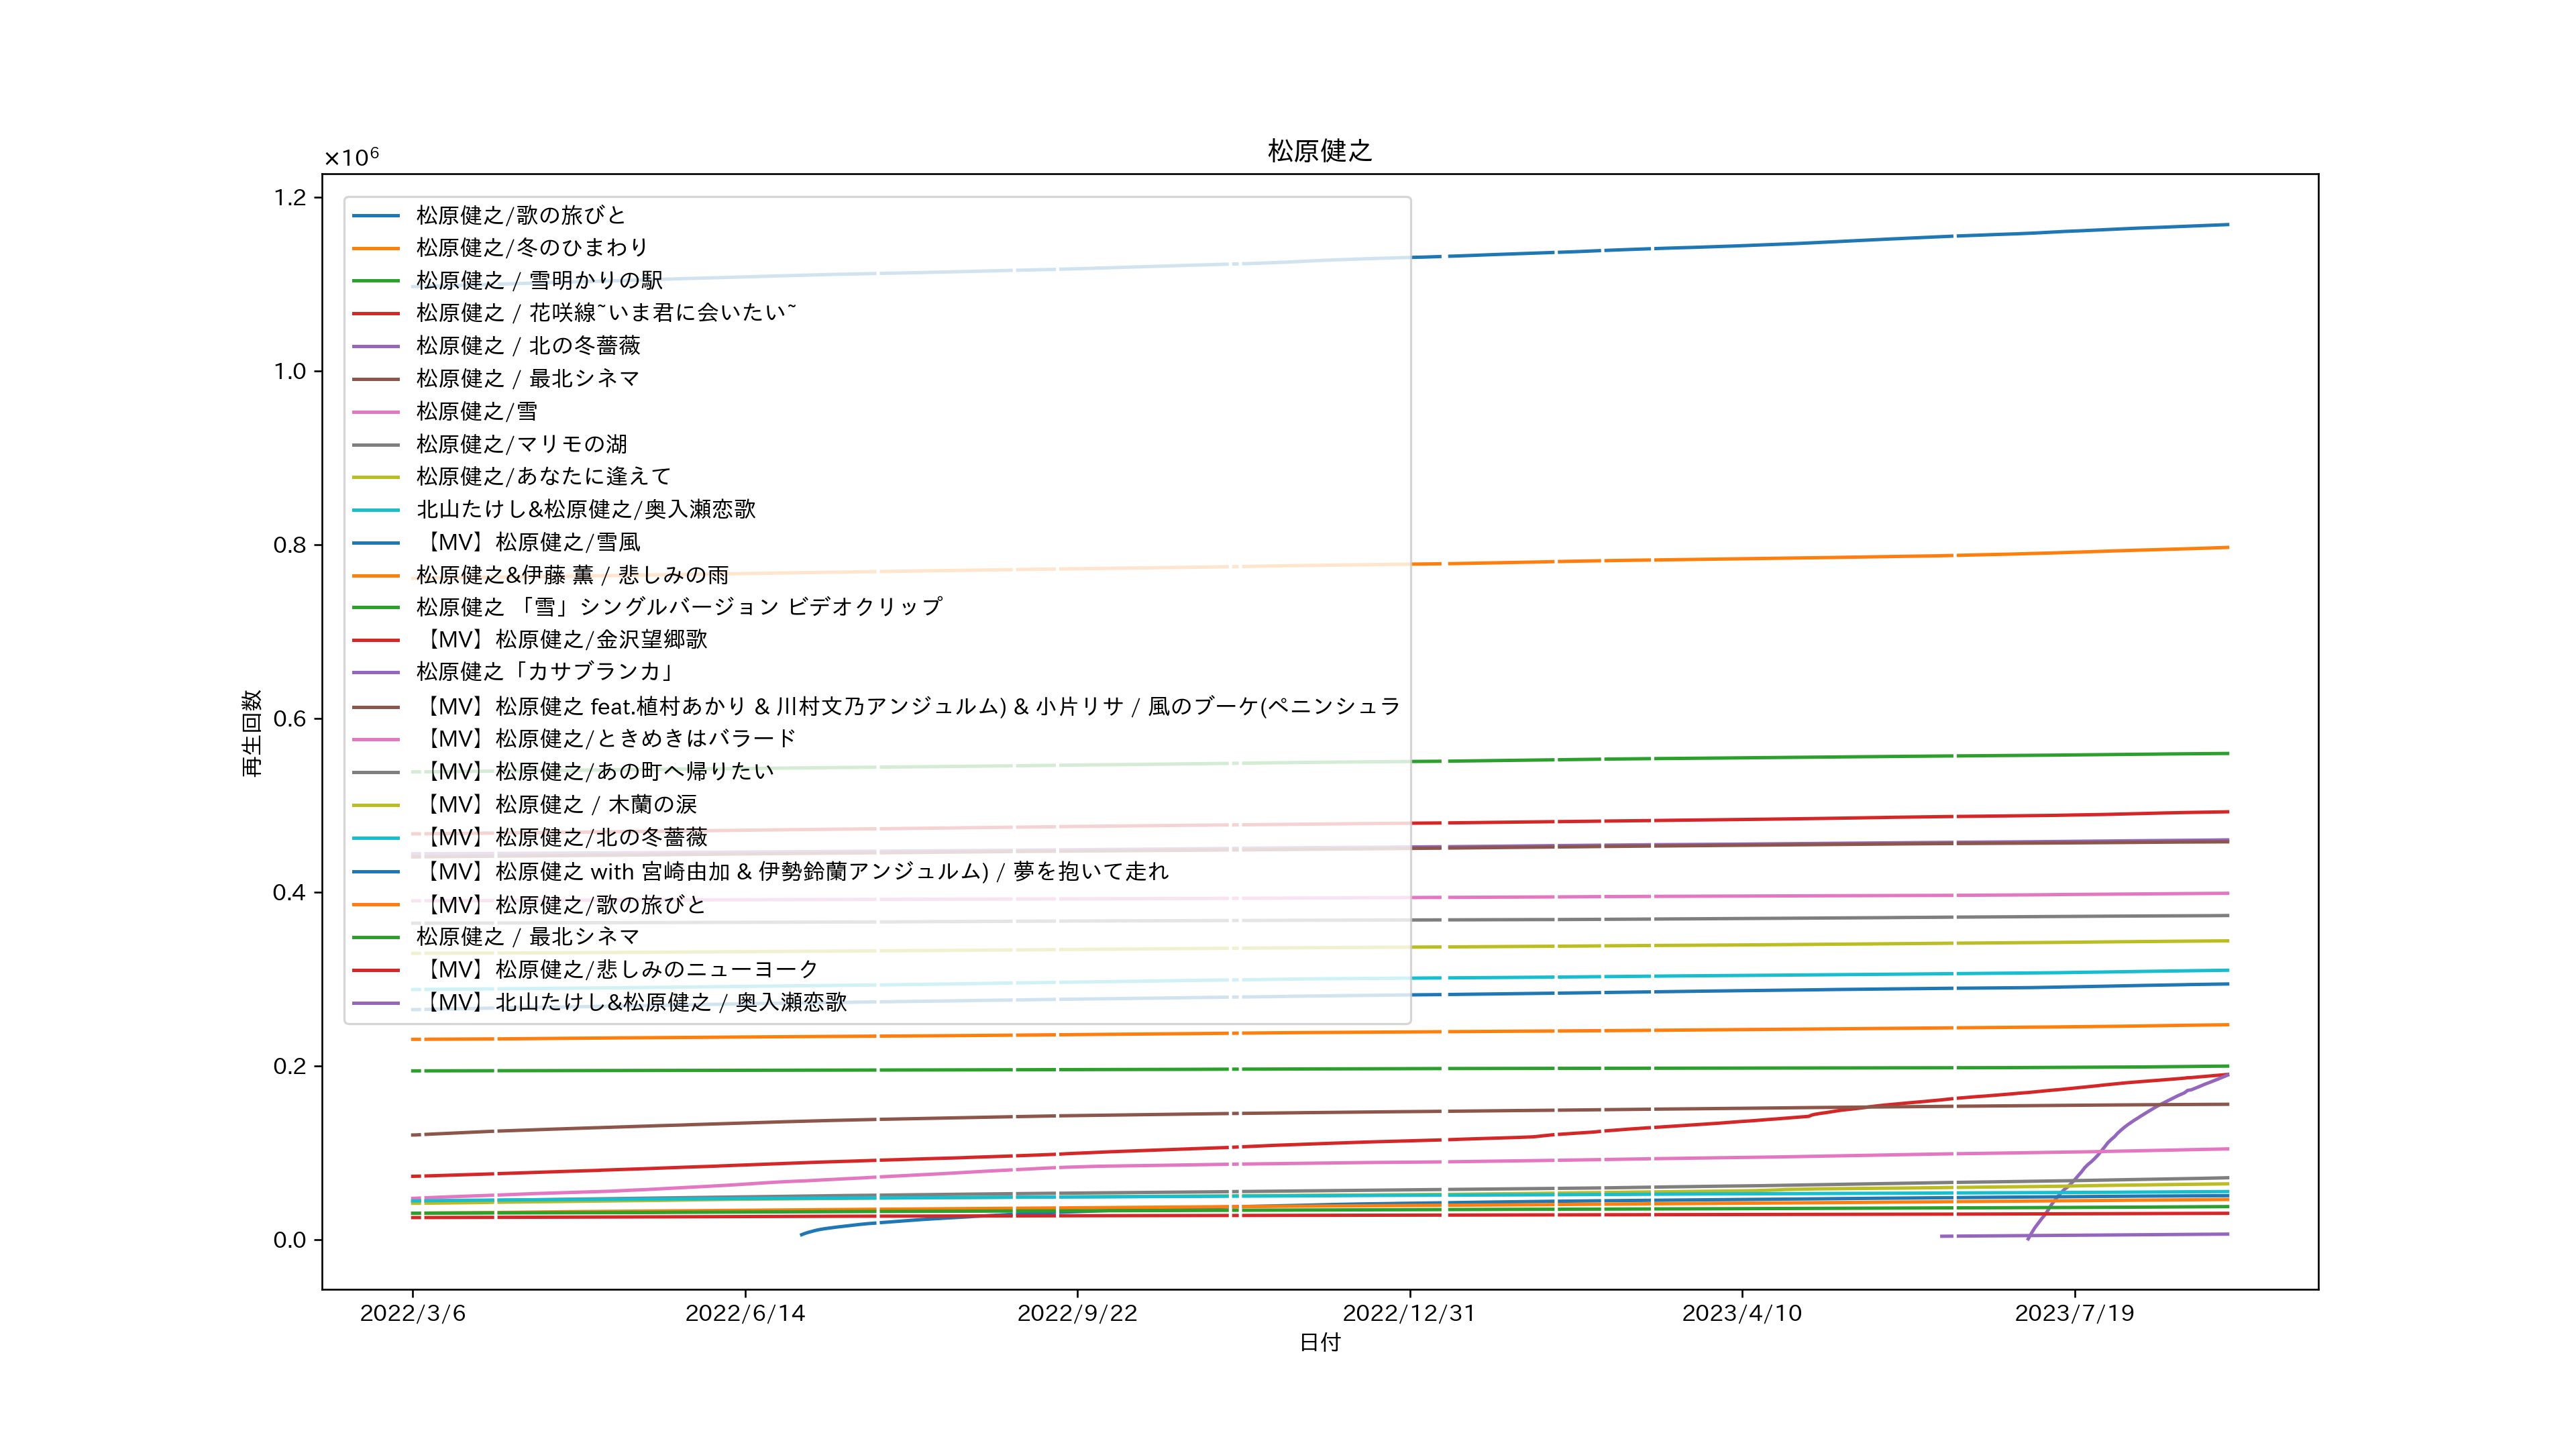 松原健之
×10⁶
1.2
1.0
0.8
0.6
0.4
0.2
0.0
再生回数
松原健之/歌の旅びと
松原健之/冬のひまわり
松原健之 / 雪明かりの駅
松原健之 / 花咲線~いま君に会いたい~
松原健之 / 北の冬薔薇
松原健之 / 最北シネマ
松原健之/雪
松原健之/マリモの湖
松原健之/あなたに逢えて
北山たけし&松原健之/奥入瀬恋歌
【MV】松原健之/雪風
松原健之&伊藤 薫 / 悲しみの雨
松原健之 「雪」シングルバージョン ビデオクリップ
【MV】松原健之/金沢望郷歌
松原健之「カサブランカ」
【MV】松原健之 feat.植村あかり & 川村文乃アンジュルム) & 小片リサ / 風のブーケ(ペニンシュラ
【MV】松原健之/ときめきはバラード
【MV】松原健之/あの町へ帰りたい
【MV】松原健之 / 木蘭の涙
【MV】松原健之/北の冬薔薇
【MV】松原健之 with 宮崎由加 & 伊勢鈴蘭アンジュルム) / 夢を抱いて走れ
【MV】松原健之/歌の旅びと
松原健之 / 最北シネマ
【MV】松原健之/悲しみのニューヨーク
【MV】北山たけし&松原健之 / 奥入瀬恋歌
2022/3/6
2022/6/14
2022/9/22
2022/12/31
2023/4/10
2023/7/19
日付